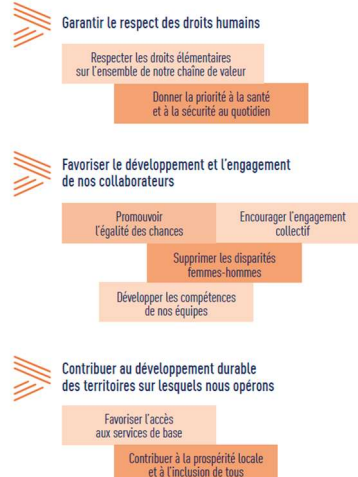 Garantir le respect des droits humains
Respecter les droits élémentaires
sur l'ensemble de notre chaîne de valeur
Donner la priorité à la santé
et à la sécurité au quotidien
Favoriser le développement et l'engagement
de nos collaborateurs
Promouvoir
l'égalité des chances
Encourager l'engagement
collectif
Supprimer les disparités
femmes-hommes
Développer les compétences
de nos équipes
Contribuer au développement durable
des territoires sur lesquels nous opérons
Favoriser l'accès
aux services de base
Contribuer à la prospérité locale
et à l'inclusion de tous